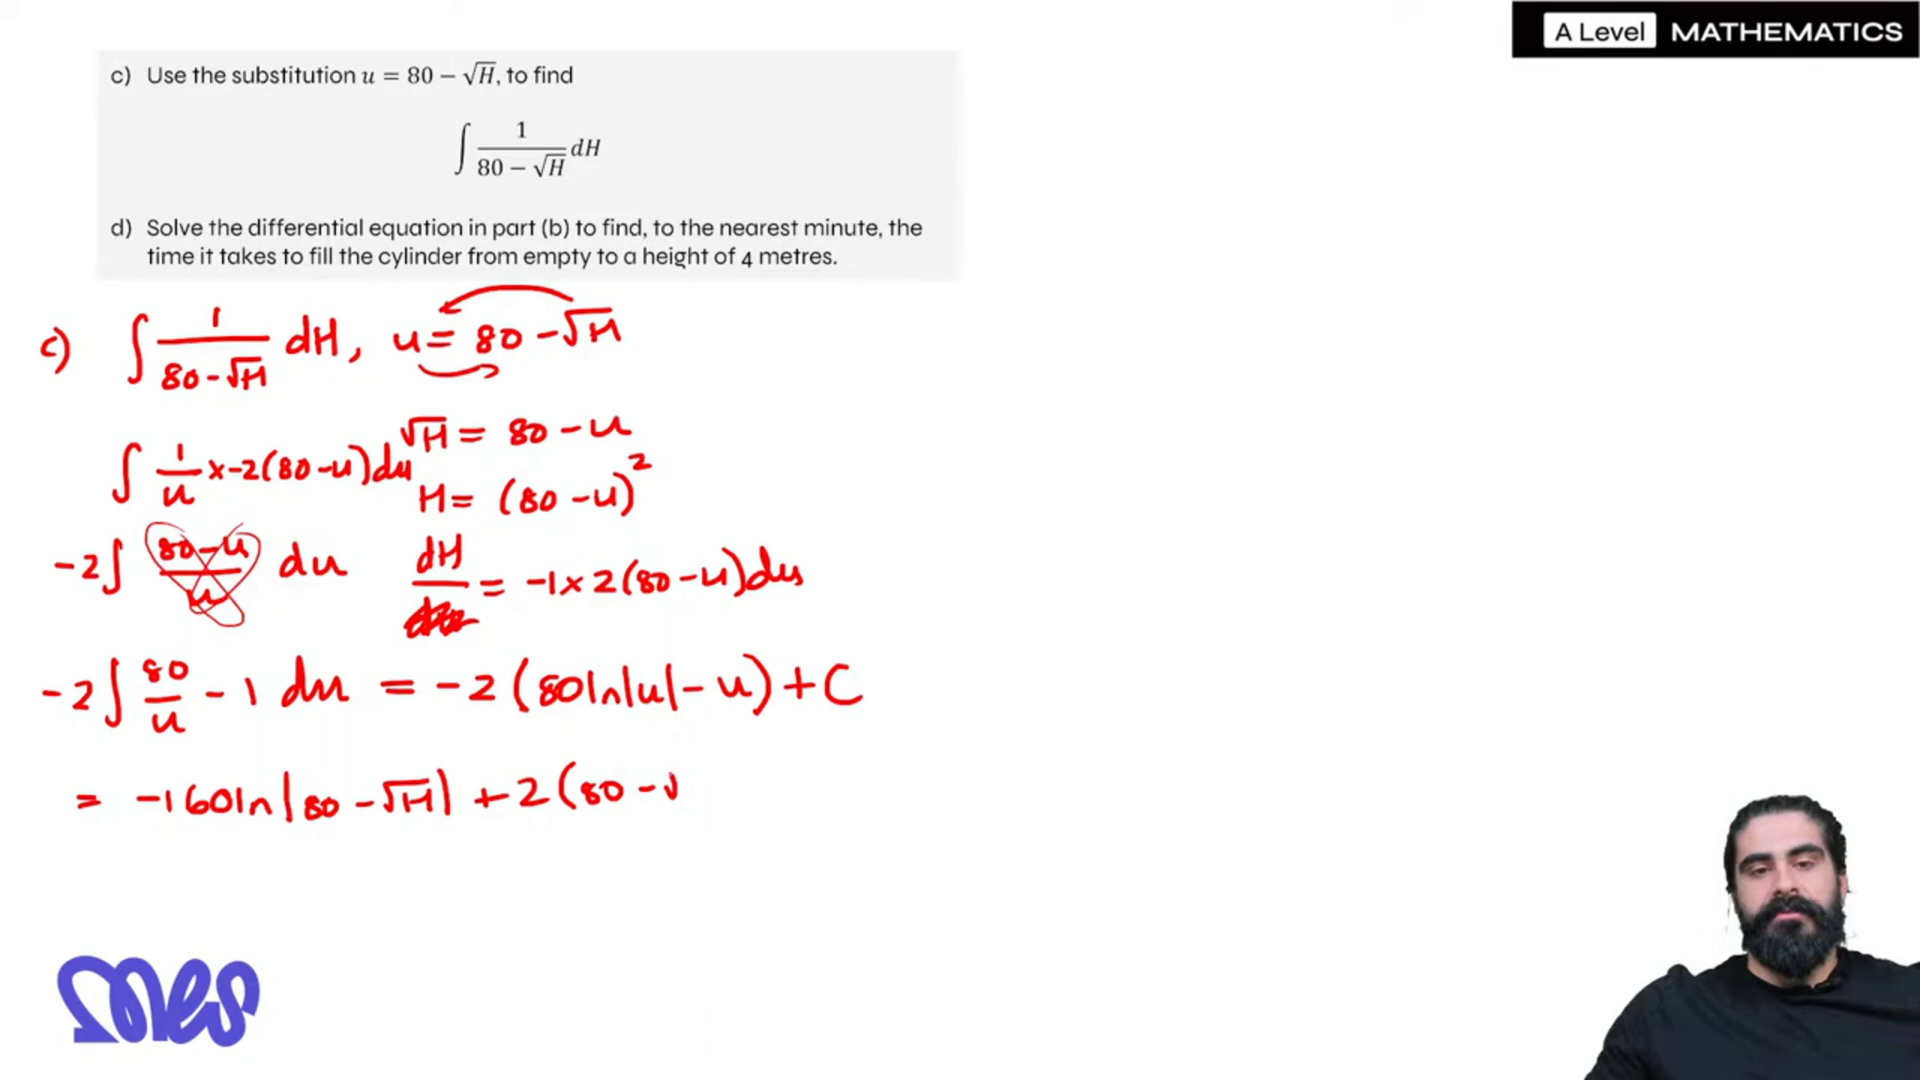 A Level MATHEMATICS
c) Use the substitution u = 80 − √H, to find
∫ 1/(80 − √H) dH
d) Solve the differential equation in part (b) to find, to the nearest minute, the
time it takes to fill the cylinder from empty to a height of 4 metres.
c) ∫ 1/(80-√H) dH, u = 80 - √H
√H = 80 - u
∫ 1/u × -2(80-u)du
H = (80 - u)²
-2∫ (80-u)/u du
dH = -1 × 2(80-u)du
-2∫ 80/u - 1 du = -2(80ln|u| - u) + C
= -160ln|80 - √H| + 2(80 - √
mes